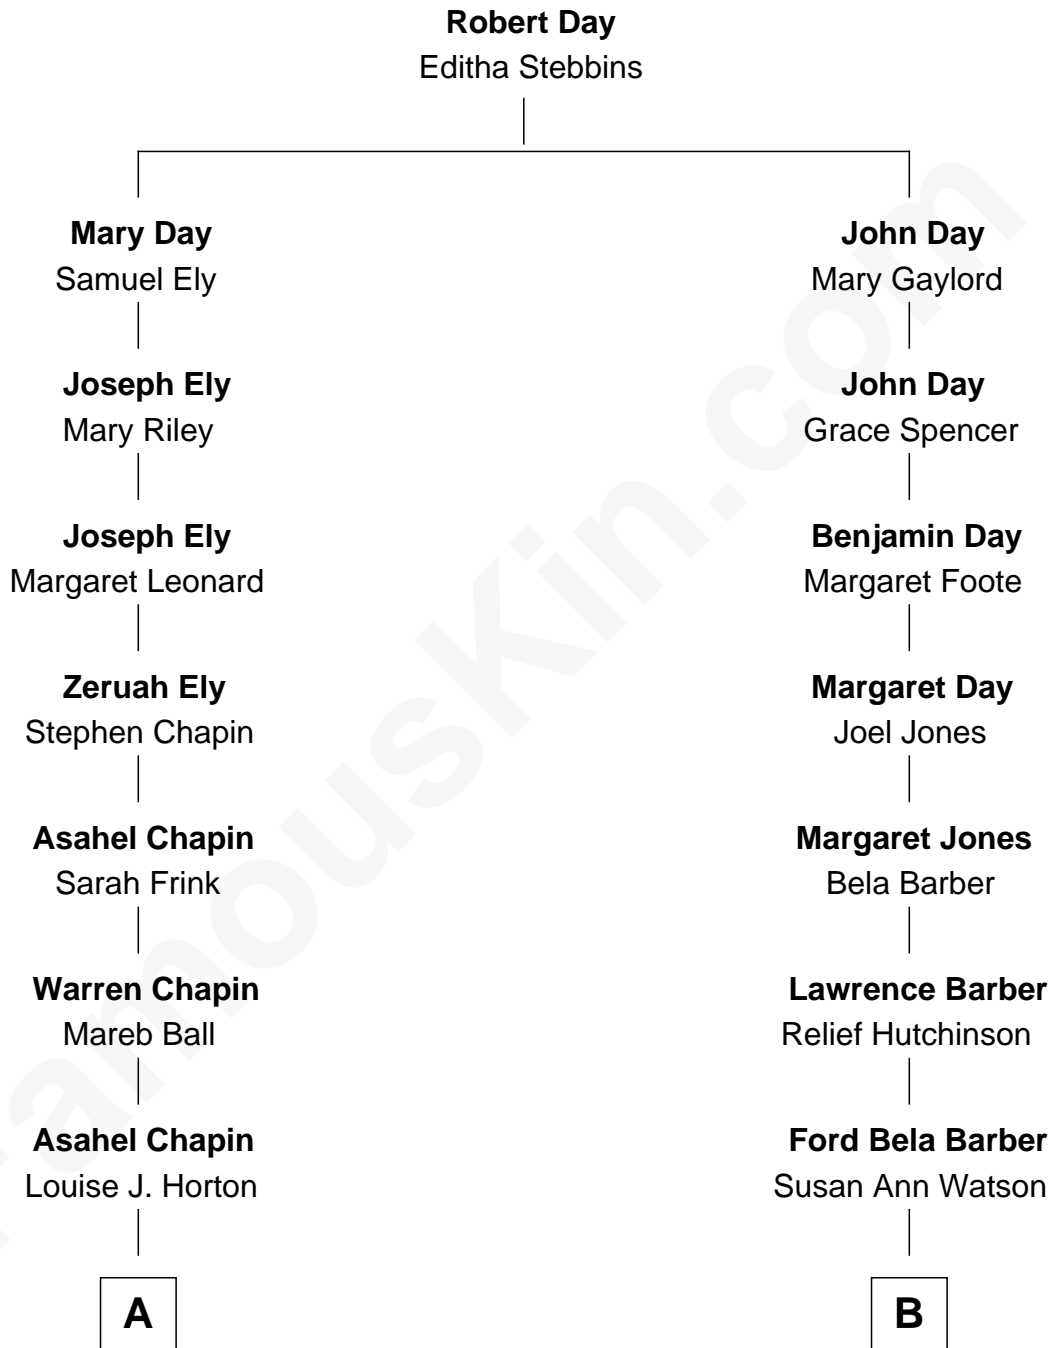 Robert Day
Editha Stebbins
Mary Day
Samuel Ely
John Day
Mary Gaylord
Joseph Ely
Mary Riley
John Day
Grace Spencer
Joseph Ely
Margaret Leonard
Benjamin Day
Margaret Foote
Zeruah Ely
Stephen Chapin
Margaret Day
Joel Jones
Asahel Chapin
Sarah Frink
Margaret Jones
Bela Barber
Warren Chapin
Mareb Ball
Lawrence Barber
Relief Hutchinson
Asahel Chapin
Louise J. Horton
Ford Bela Barber
Susan Ann Watson
A
B
FamousKin.com